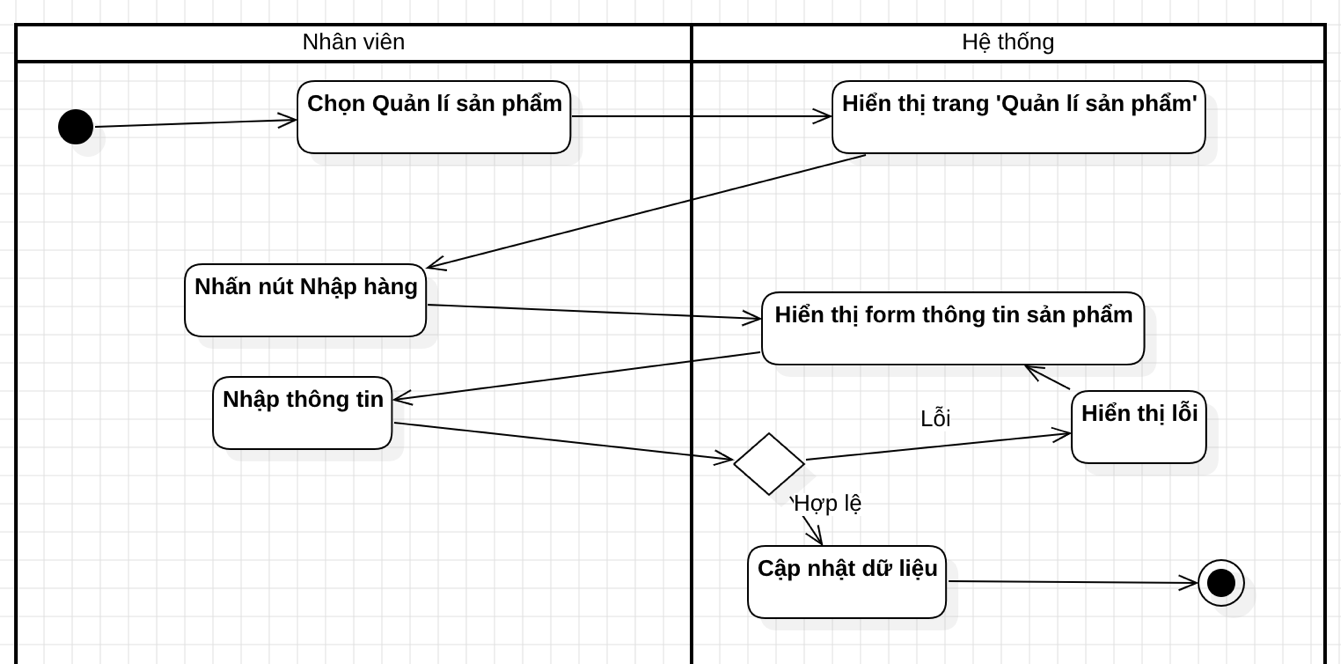 Nhân viên
Hệ thống
Chọn Quản lí sản phẩm
Hiển thị trang 'Quản lí sản phẩm'
Nhấn nút Nhập hàng
Hiển thị form thông tin sản phẩm
Nhập thông tin
Lỗi
Hiển thị lỗi
Hợp lệ
Cập nhật dữ liệu